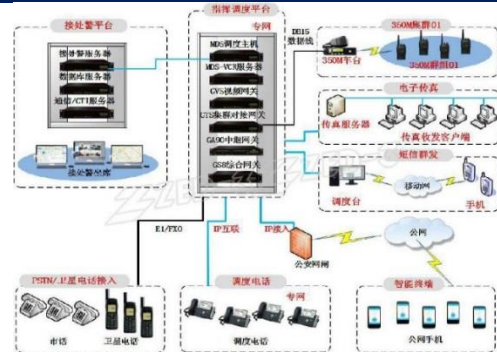 接处警平台
接处警服务器
数据库服务器
通信/CTI服务器
接处警坐席
指挥调度平台
专网
MDS调度主机
MDS-VCR服务器
GVS视频网关
UTS集群对接网关
GA90中继网关
GS8综合网关
DB15
数据线
350M车台
350M集群01
350M群组01
电子传真
传真服务器
传真收发客户端
短信群发
调度台
移动网
手机
E1/FXO
IP互联
IP接入
公安网闸
公网
PSTN/卫星电话接入
市话
卫星电话
调度电话
专网
调度电话
智能终端
公网手机